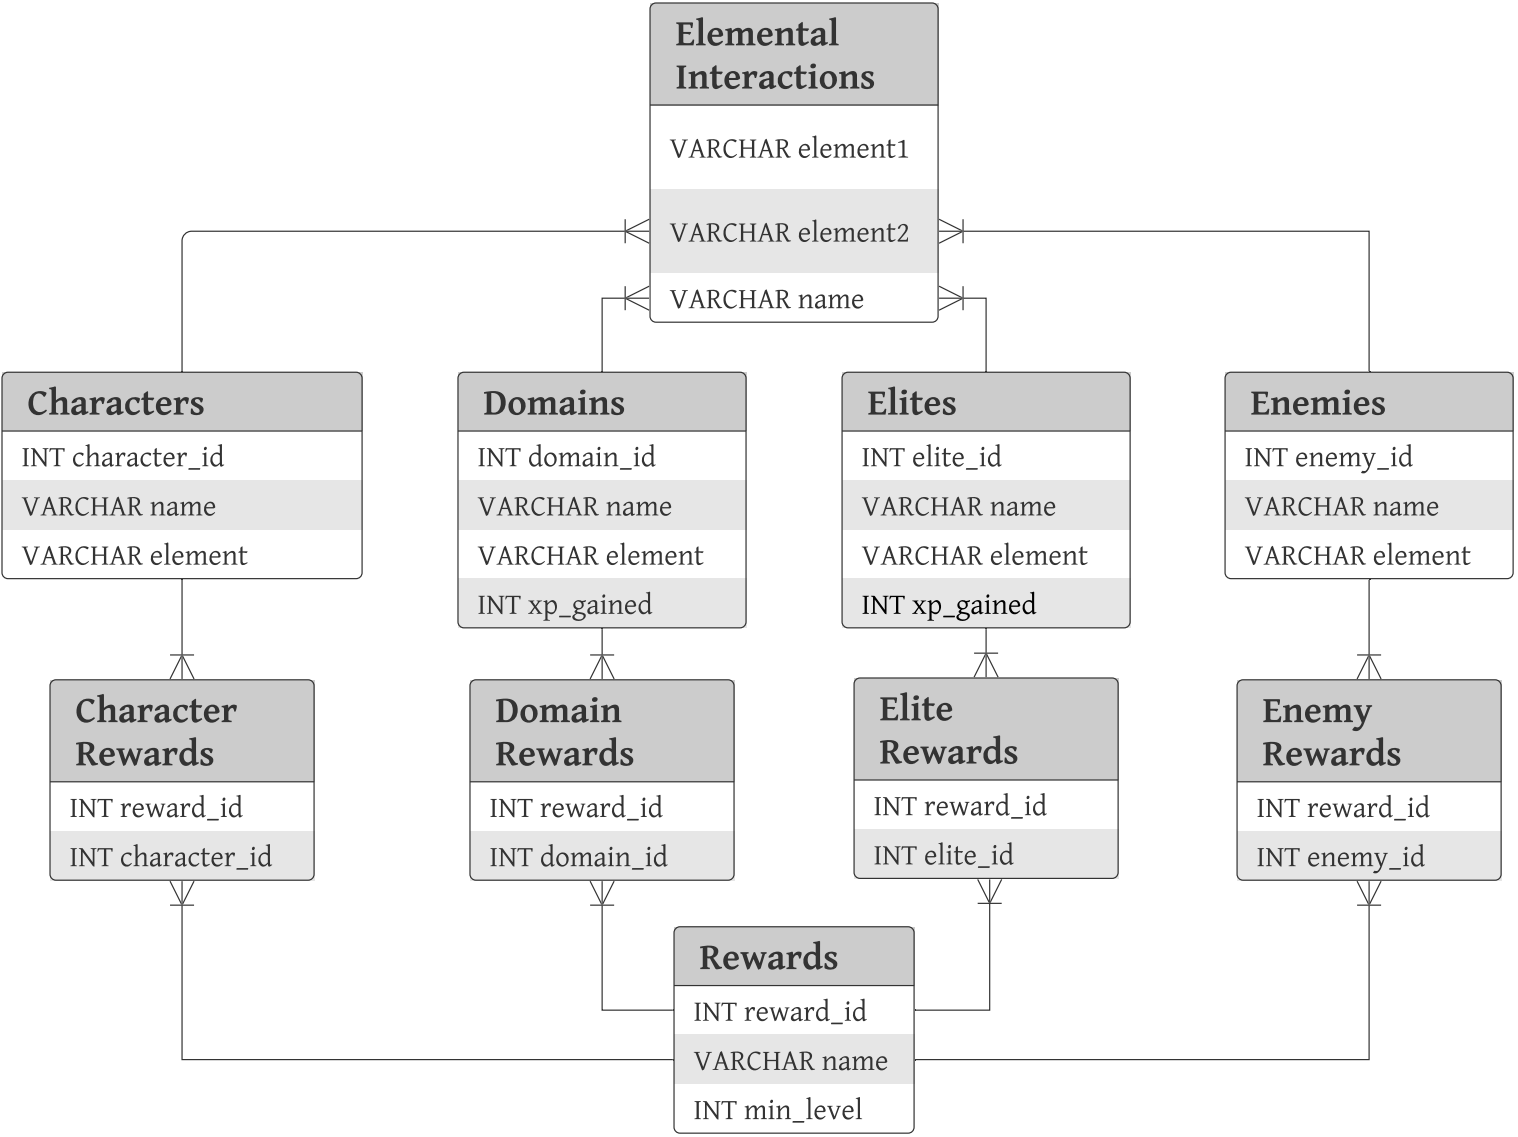 Elemental
Interactions
VARCHAR element1
VARCHAR element2
VARCHAR name
Characters
INT character_id
VARCHAR name
VARCHAR element
Domains
INT domain_id
VARCHAR name
VARCHAR element
INT xp_gained
Elites
INT elite_id
VARCHAR name
VARCHAR element
INT xp_gained
Enemies
INT enemy_id
VARCHAR name
VARCHAR element
Character
Rewards
INT reward_id
INT character_id
Domain
Rewards
INT reward_id
INT domain_id
Elite
Rewards
INT reward_id
INT elite_id
Enemy
Rewards
INT reward_id
INT enemy_id
Rewards
INT reward_id
VARCHAR name
INT min_level